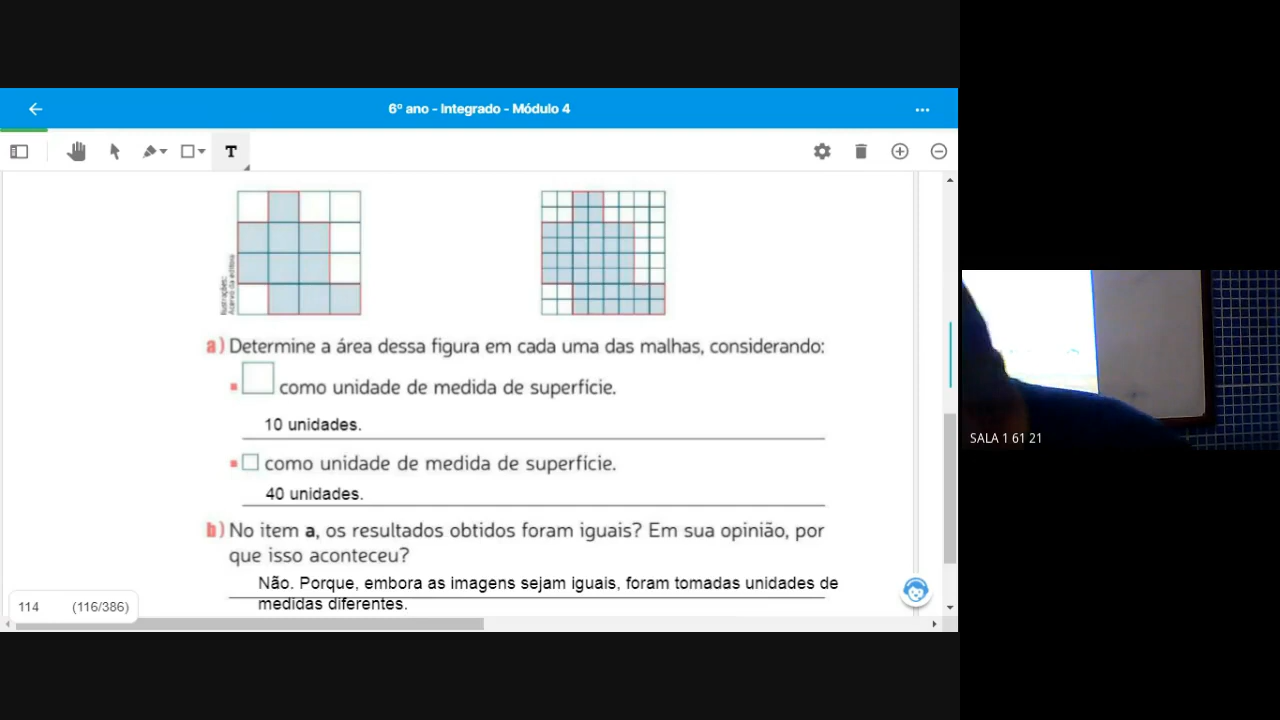 6º ano - Integrado - Módulo 4
T
Ilustrações:
Acervo da editora
a) Determine a área dessa figura em cada uma das malhas, considerando:
como unidade de medida de superfície.
10 unidades.
como unidade de medida de superfície.
40 unidades.
b) No item a, os resultados obtidos foram iguais? Em sua opinião, por
que isso aconteceu?
Não. Porque, embora as imagens sejam iguais, foram tomadas unidades de
medidas diferentes.
114 (116/386)
SALA 1 61 21